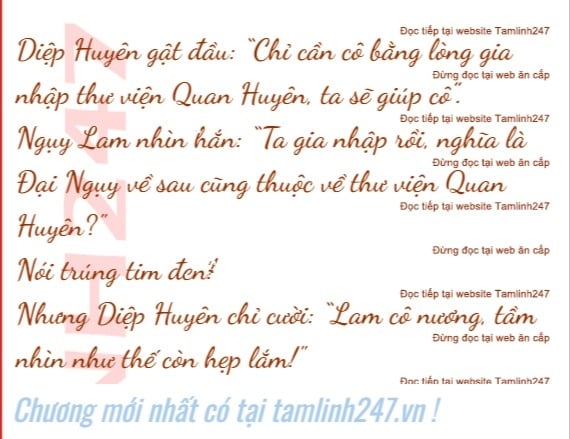 Đọc tiếp tại website Tamlinh247
Diệp Huyên gật đầu: "Chỉ cần cô bằng lòng gia
Đừng đọc tại web ăn cắp
nhập thư viện Quan Huyên, ta sẽ giúp cô".
Đọc tiếp tại website Tamlinh247
Ngụy Lam nhìn hắn: "Ta gia nhập rồi, nghĩa là
Đừng đọc tại web ăn cắp
Đại Ngụy về sau cũng thuộc về thư viện Quan
Đọc tiếp tại website Tamlinh247
Huyên?"
Đừng đọc tại web ăn cắp
Nói trúng tim đen!
Đọc tiếp tại website Tamlinh247
Nhưng Diệp Huyên chỉ cười: "Lam cô nương, tầm
Đừng đọc tại web ăn cắp
nhìn như thế còn hẹp lắm!"
Đọc tiếp tại website Tamlinh247
Chương mới nhất có tại tamlinh247.vn !
NH247